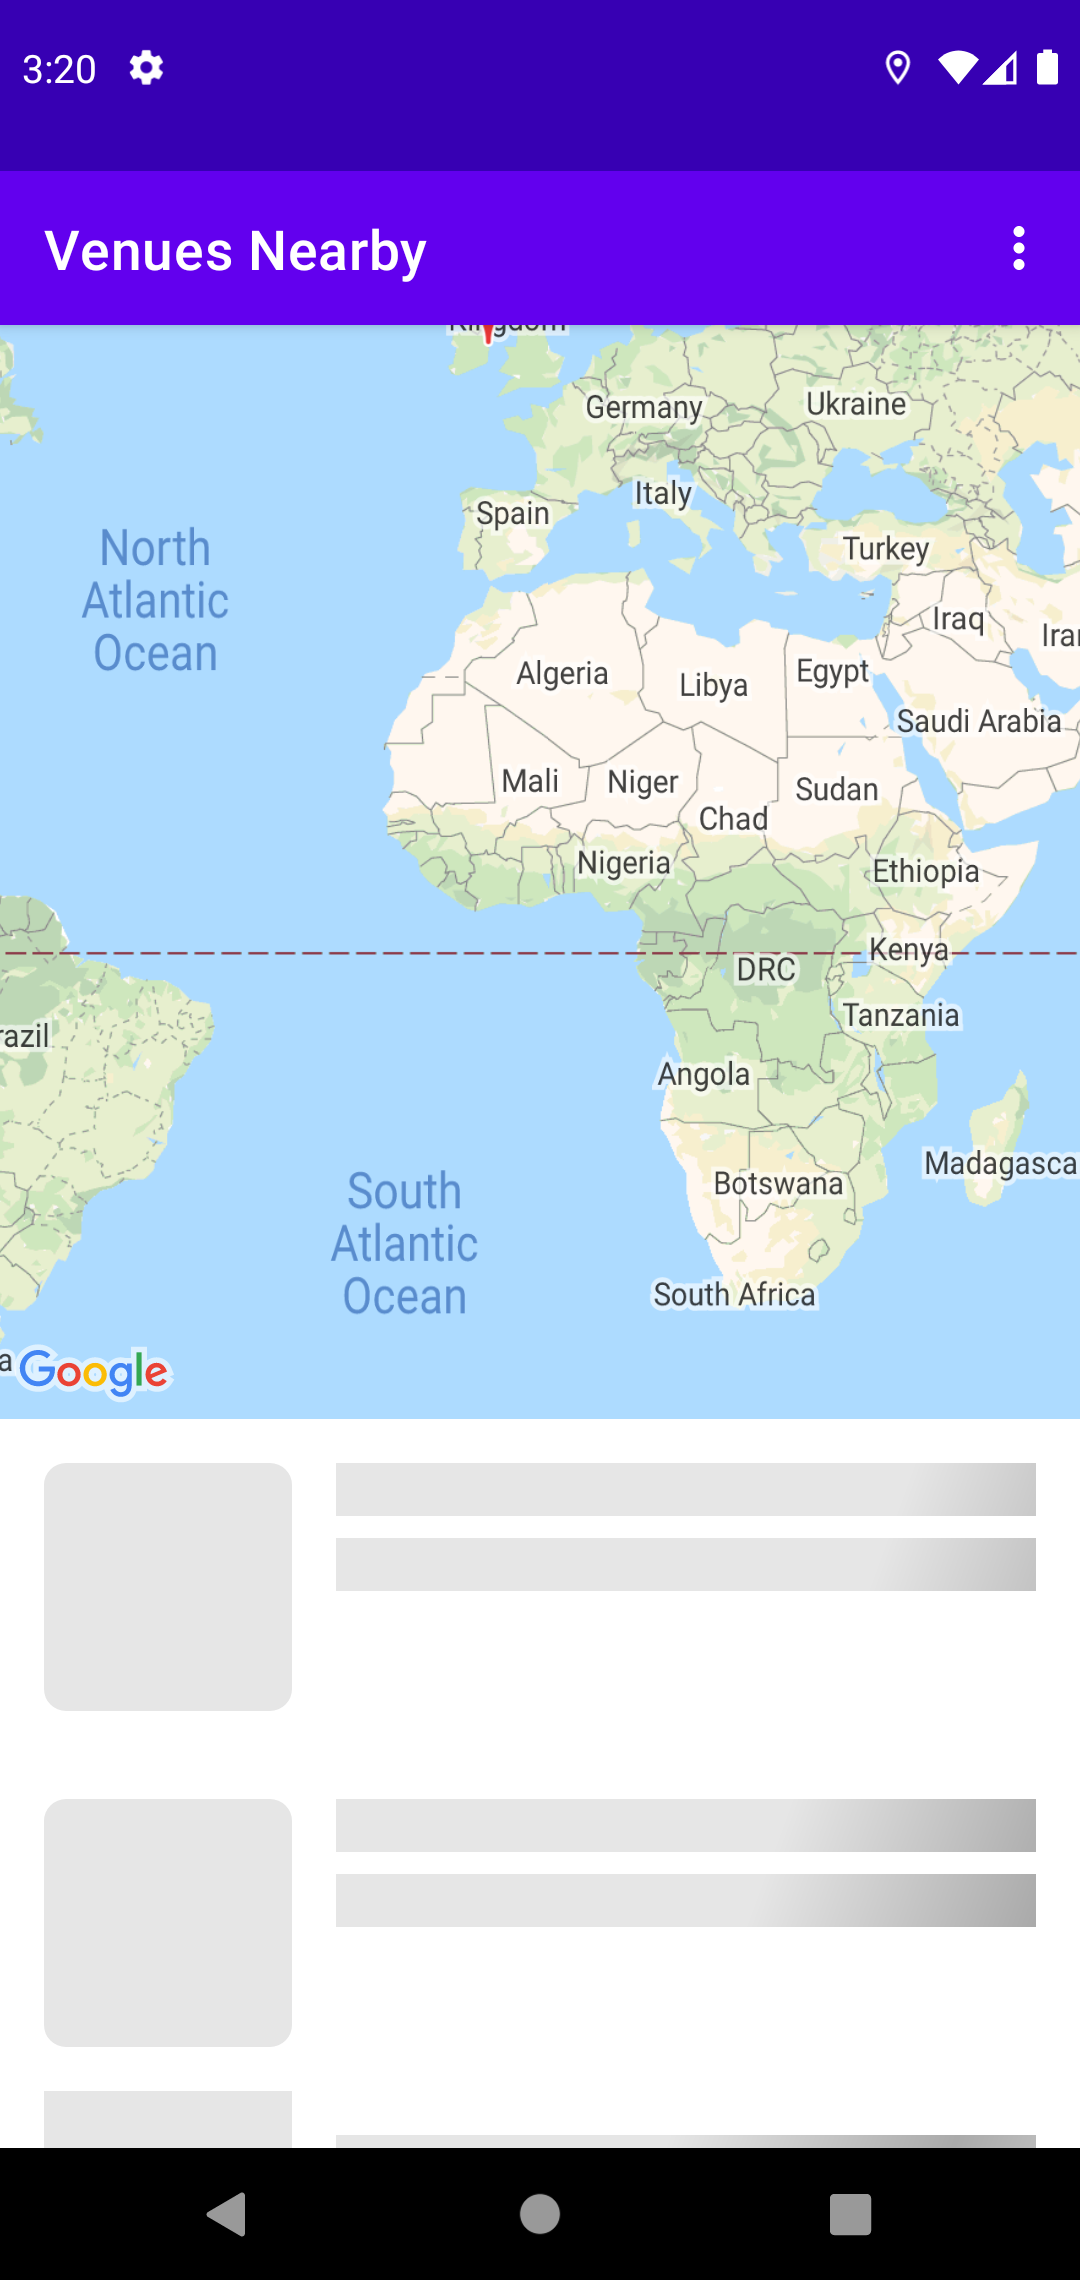 3:20
Venues Nearby
Kingdom
Germany
Ukraine
Italy
Spain
North
Atlantic
Ocean
Turkey
Iraq
Iran
Algeria
Libya
Egypt
Saudi Arabia
Mali
Niger
Sudan
Chad
Nigeria
Ethiopia
Kenya
DRC
Tanzania
razil
Angola
Madagasca
Botswana
South
Atlantic
Ocean
South Africa
a
Google